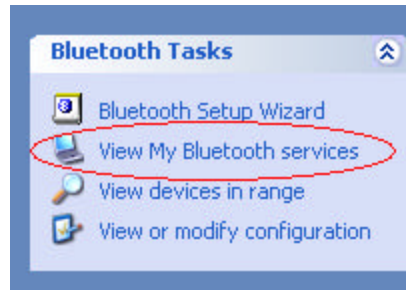 Bluetooth Tasks
Bluetooth Setup Wizard
View My Bluetooth services
View devices in range
View or modify configuration